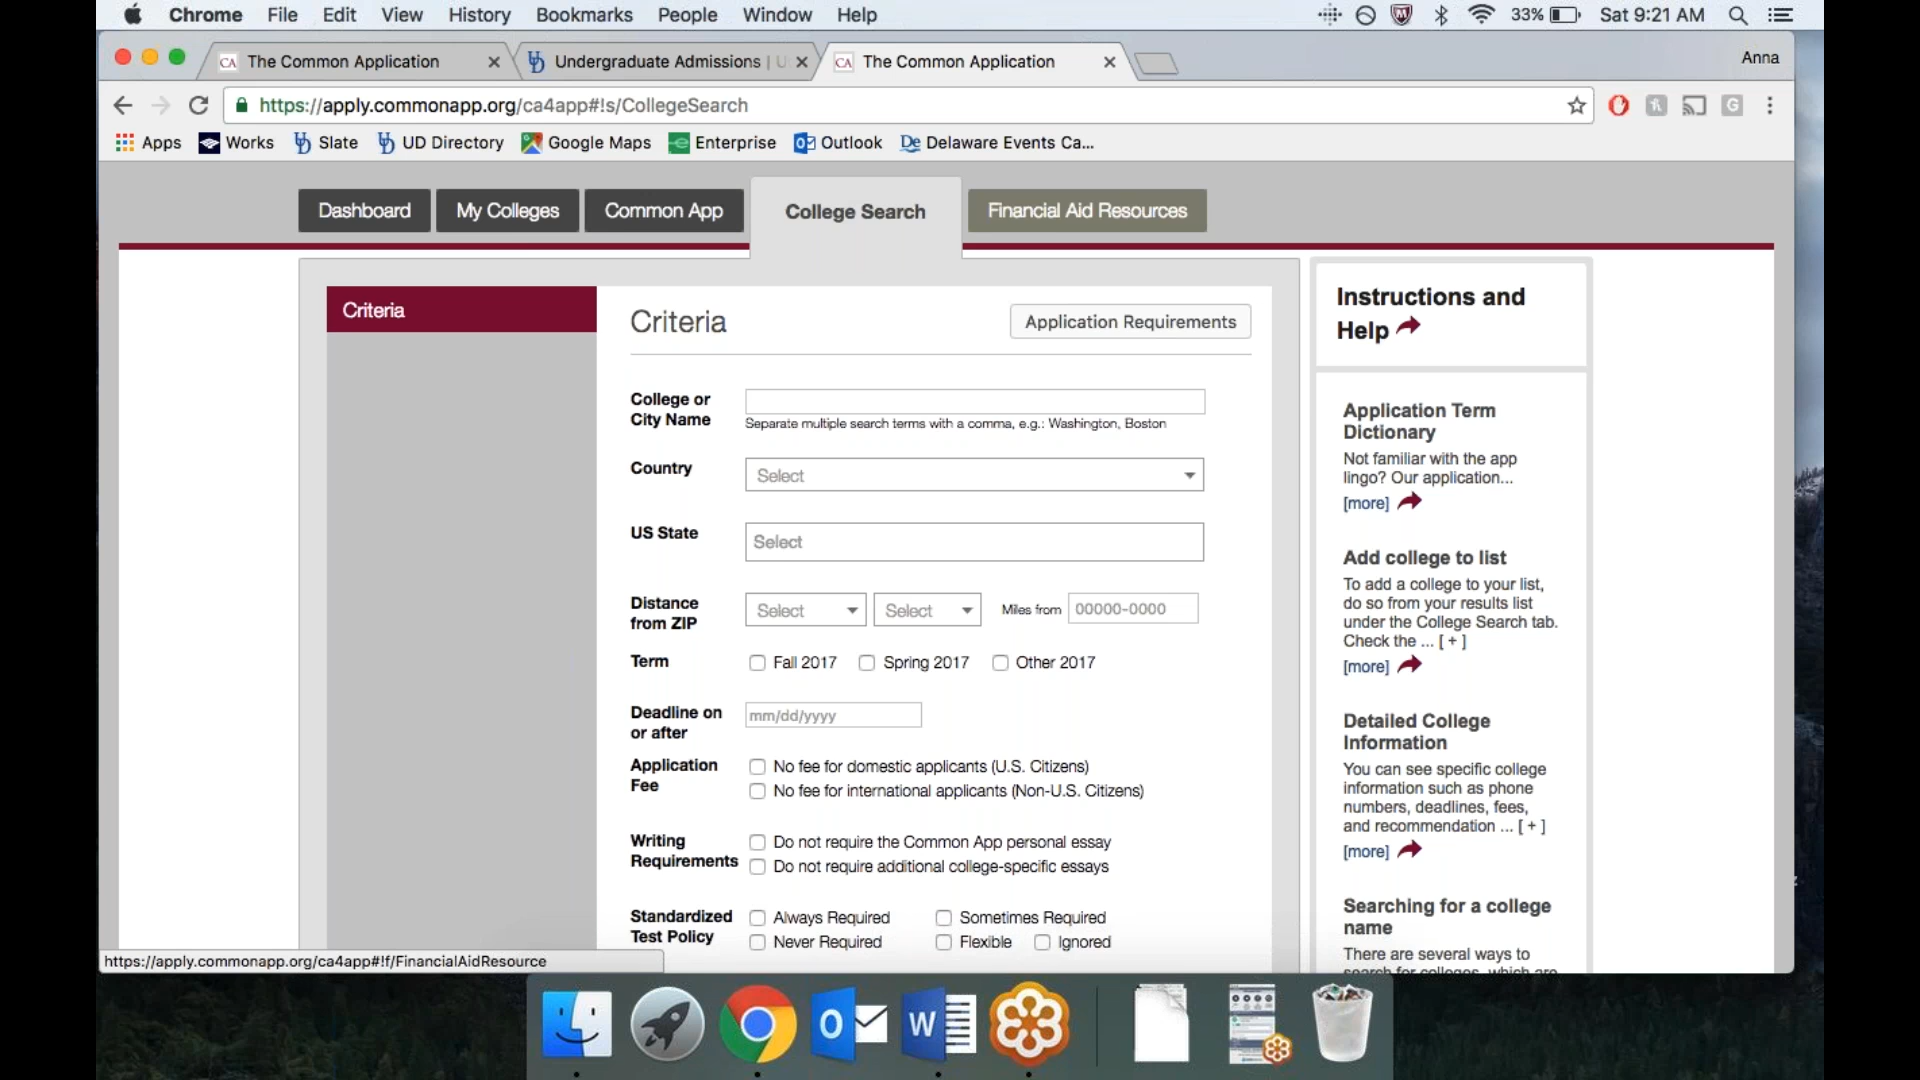 Chrome File Edit View History Bookmarks People Window Help 33% Sat 9:21 AM
CA The Common Application Undergraduate Admissions | U CA The Common Application Anna
https://apply.commonapp.org/ca4app#!s/CollegeSearch
Apps Works Slate UD Directory Google Maps Enterprise Outlook De Delaware Events Ca...
Dashboard My Colleges Common App College Search Financial Aid Resources
Criteria
Criteria Application Requirements
College or
City Name
Separate multiple search terms with a comma, e.g.: Washington, Boston
Country Select
US State Select
Distance
from ZIP
Select Select Miles from 00000-0000
Term Fall 2017 Spring 2017 Other 2017
Deadline on
or after
mm/dd/yyyy
Application
Fee
No fee for domestic applicants (U.S. Citizens)
No fee for international applicants (Non-U.S. Citizens)
Writing
Requirements
Do not require the Common App personal essay
Do not require additional college-specific essays
Standardized
Test Policy
Always Required Sometimes Required
Never Required Flexible Ignored
Instructions and
Help
Application Term
Dictionary
Not familiar with the app
lingo? Our application...
[more]
Add college to list
To add a college to your list,
do so from your results list
under the College Search tab.
Check the ... [ + ]
[more]
Detailed College
Information
You can see specific college
information such as phone
numbers, deadlines, fees,
and recommendation ... [ + ]
[more]
Searching for a college
name
There are several ways to
search for colleges, which are
https://apply.commonapp.org/ca4app#!f/FinancialAidResource
O W